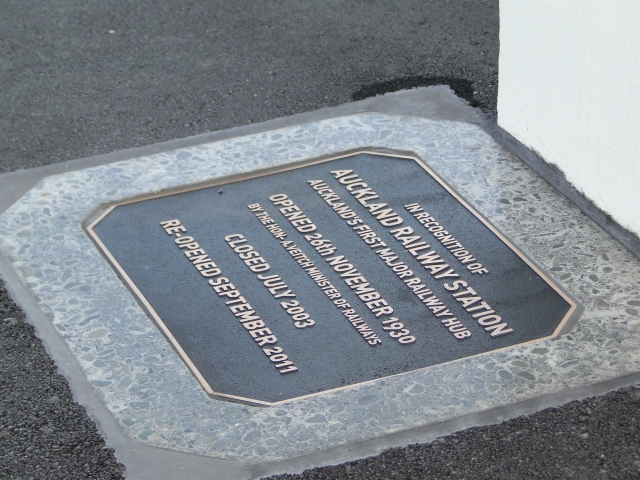 IN RECOGNITION OF
AUCKLAND RAILWAY STATION
AUCKLAND'S FIRST MAJOR RAILWAY HUB
OPENED 26th NOVEMBER 1930
BY THE HON. A. VEITCH MINISTER OF RAILWAYS
CLOSED JULY 2003
RE-OPENED SEPTEMBER 2011